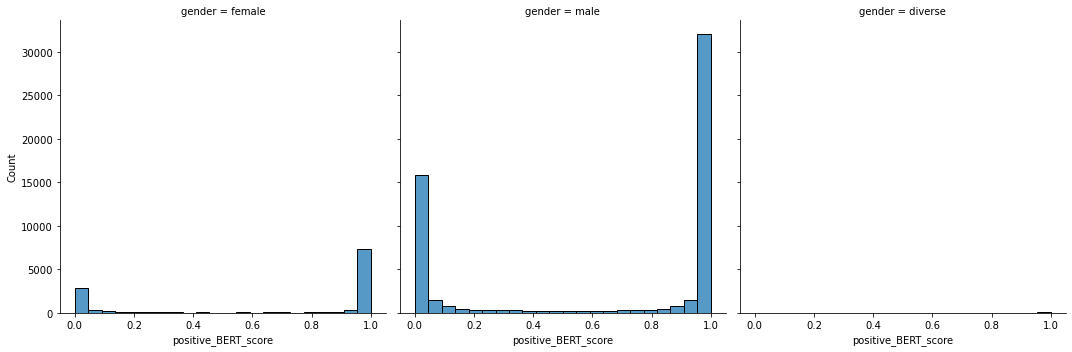 gender = female gender = male gender = diverse
30000
25000
20000
15000
10000
5000
0
Count
0.0 0.2 0.4 0.6 0.8 1.0 0.0 0.2 0.4 0.6 0.8 1.0 0.0 0.2 0.4 0.6 0.8 1.0
positive_BERT_score positive_BERT_score positive_BERT_score